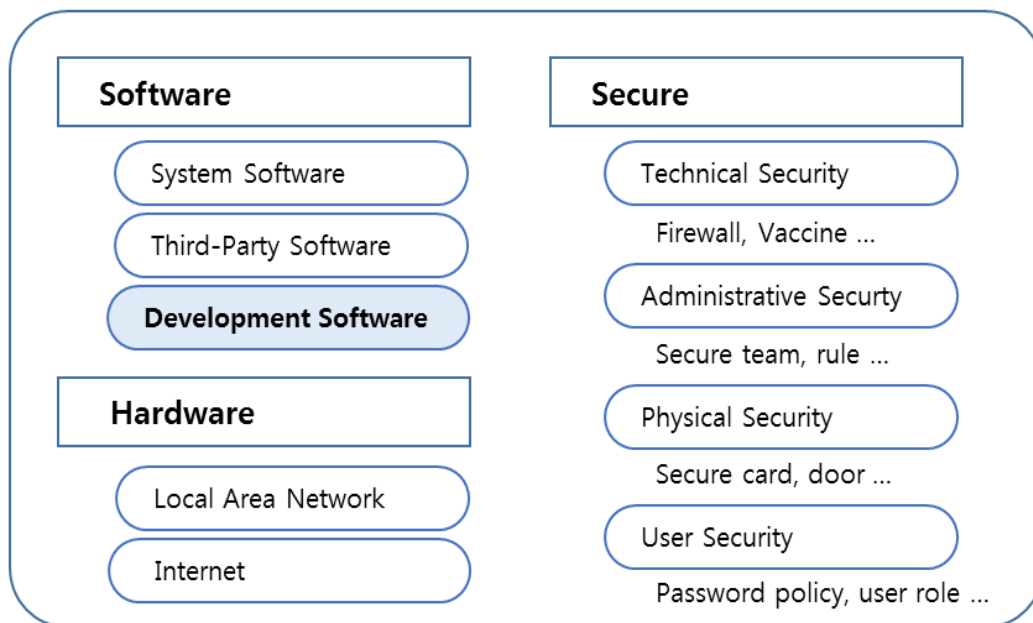 Software
System Software
Third-Party Software
Development Software
Hardware
Local Area Network
Internet
Secure
Technical Security
Firewall, Vaccine ...
Administrative Securty
Secure team, rule ...
Physical Security
Secure card, door ...
User Security
Password policy, user role ...